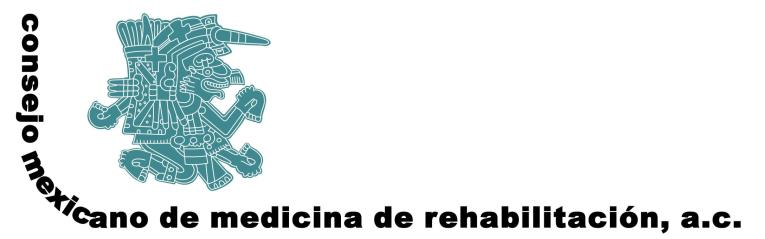 consejo mexicano de medicina de rehabilitación, a.c.